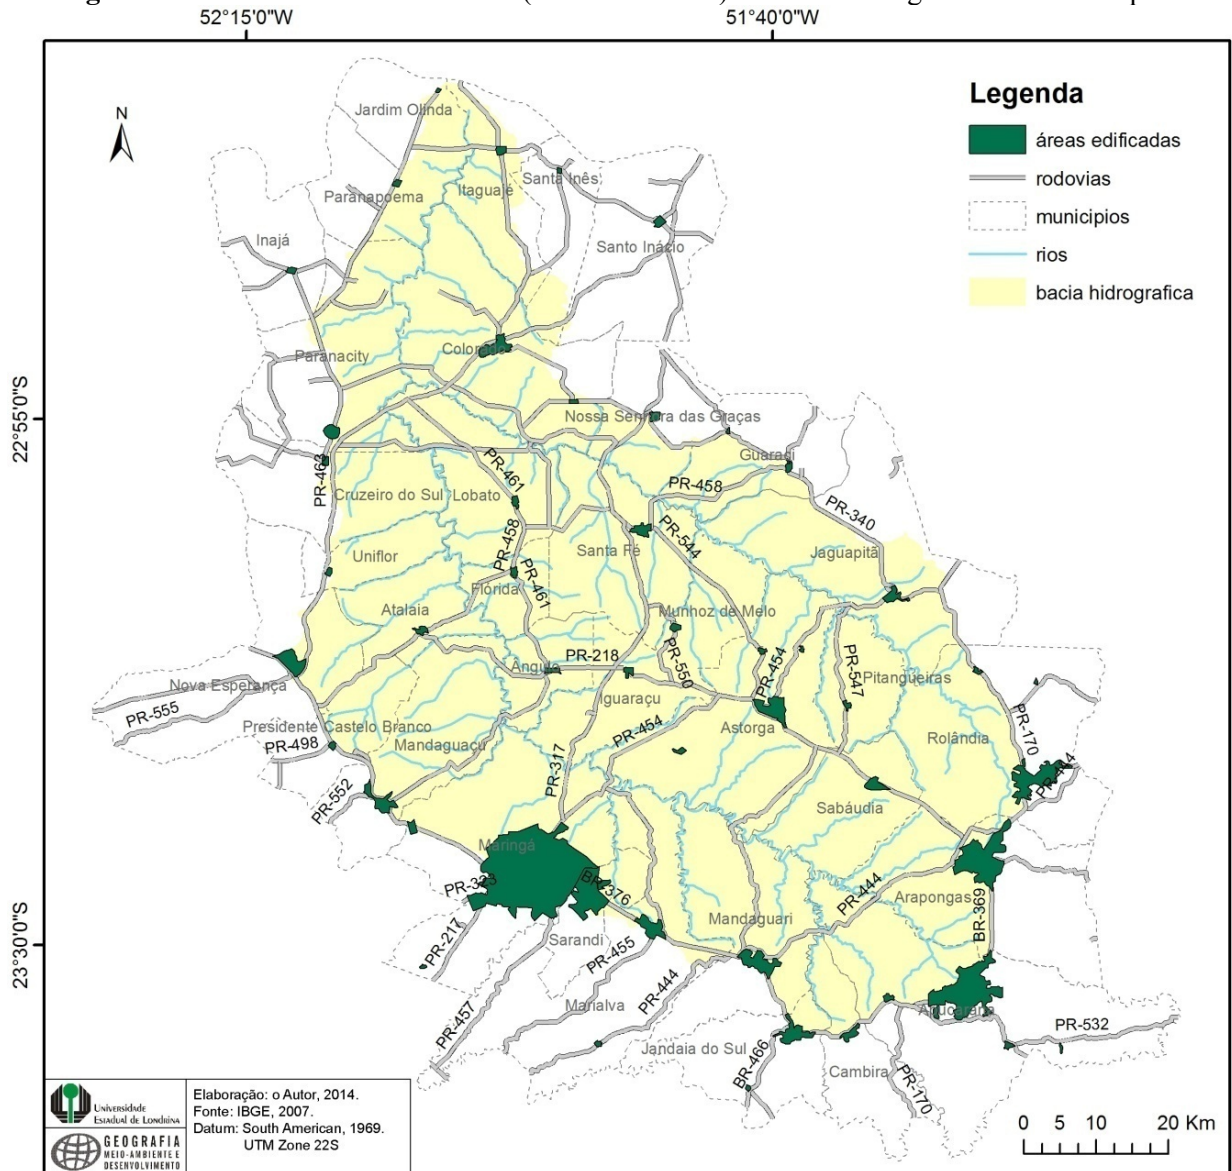 52°15'0"W
51°40'0"W
N
Legenda
áreas edificadas
rodovias
municipios
rios
bacia hidrografica
Jardim Olinda
Santa Inês
Itaguajé
Paranapoema
Inajá
Santo Inácio
Paranacity
Colorado
22°55'0"S
Nossa Senhora das Graças
Guaraci
PR-463
PR-461
PR-458
Cruzeiro do Sul
Lobato
PR-340
PR-458
PR-544
Santa Fé
Jaguapitã
Uniflor
Flórida
PR-461
Atalaia
Munhoz de Melo
Ângulo
PR-218
PR-550
PR-454
PR-547
Pitangueiras
Nova Esperança
Iguaraçu
PR-555
Presidente Castelo Branco
PR-454
Astorga
Rolândia
PR-170
PR-498
Mandaguaçu
PR-317
PR-552
Sabáudia
Maringá
PR-323
BR-376
PR-444
Arapongas
BR-369
Mandaguari
PR-217
Sarandi
PR-455
23°30'0"S
PR-444
Marialva
PR-457
Apucarana
PR-532
Jandaia do Sul
BR-466
Cambira
PR-170
Universidade
Estadual de Londrina
GEOGRAFIA
MEIO-AMBIENTE E
DESENVOLVIMENTO
Elaboração: o Autor, 2014.
Fonte: IBGE, 2007.
Datum: South American, 1969.
UTM Zone 22S
0 5 10 20 Km